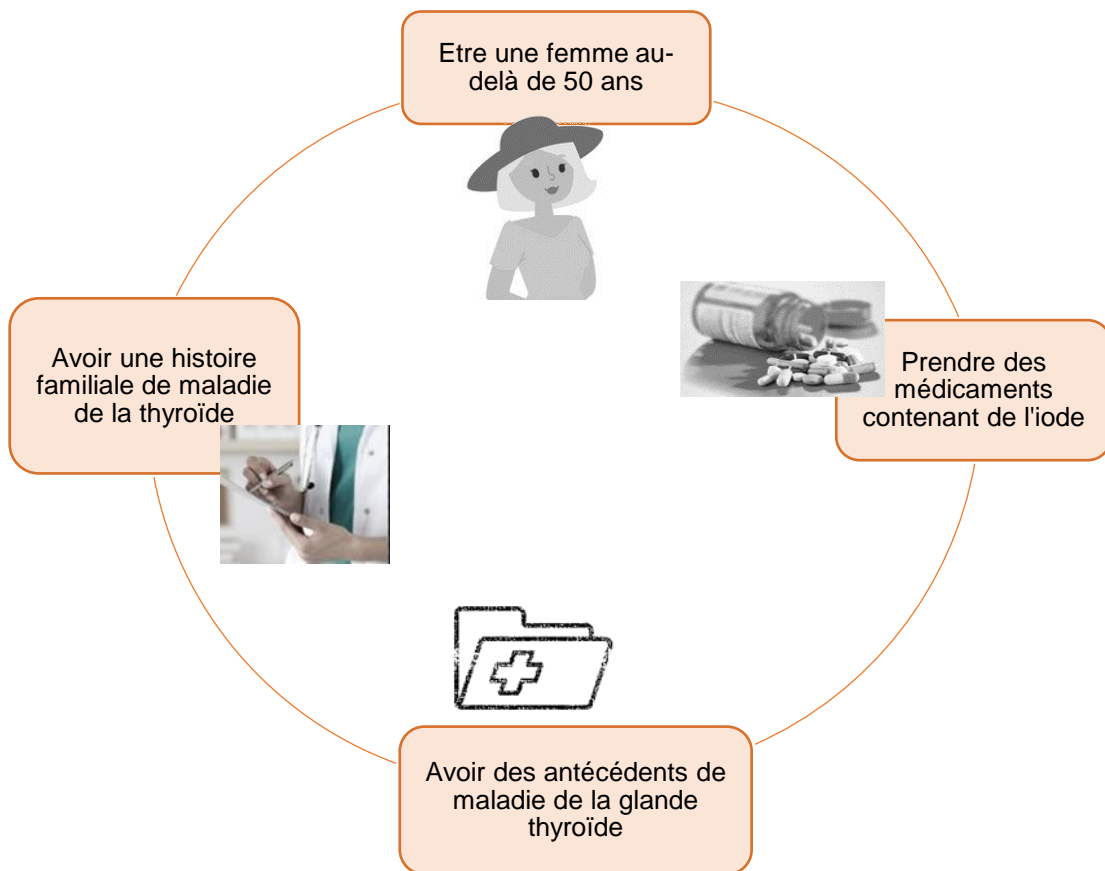 Etre une femme au-
delà de 50 ans
Prendre des
médicaments
contenant de l'iode
Avoir des antécédents de
maladie de la glande
thyroïde
Avoir une histoire
familiale de maladie
de la thyroïde